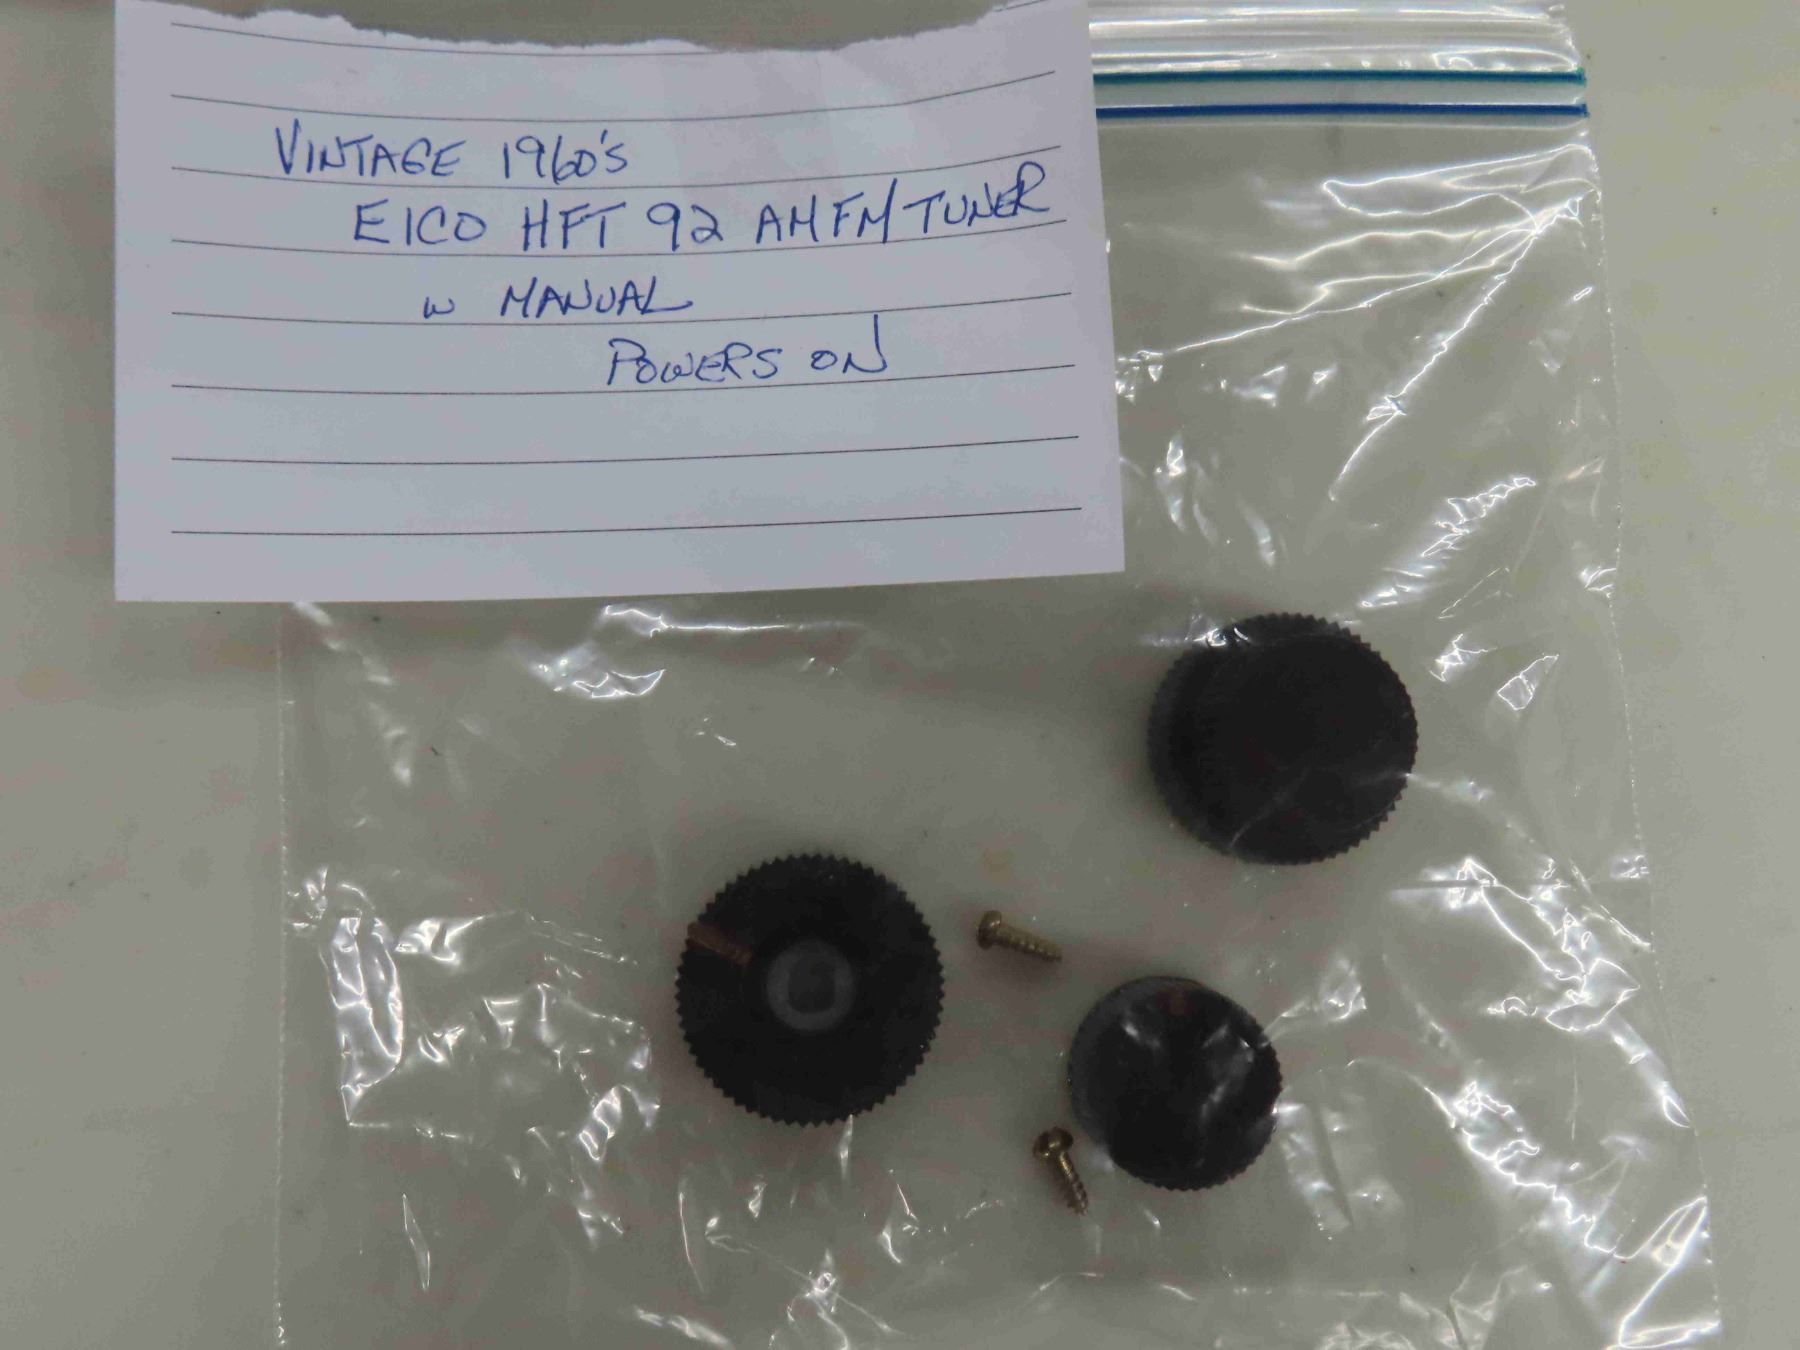 VINTAGE 1960's
EICO HFT 92 AM FM TUNER
w MANUAL
POWERS ON